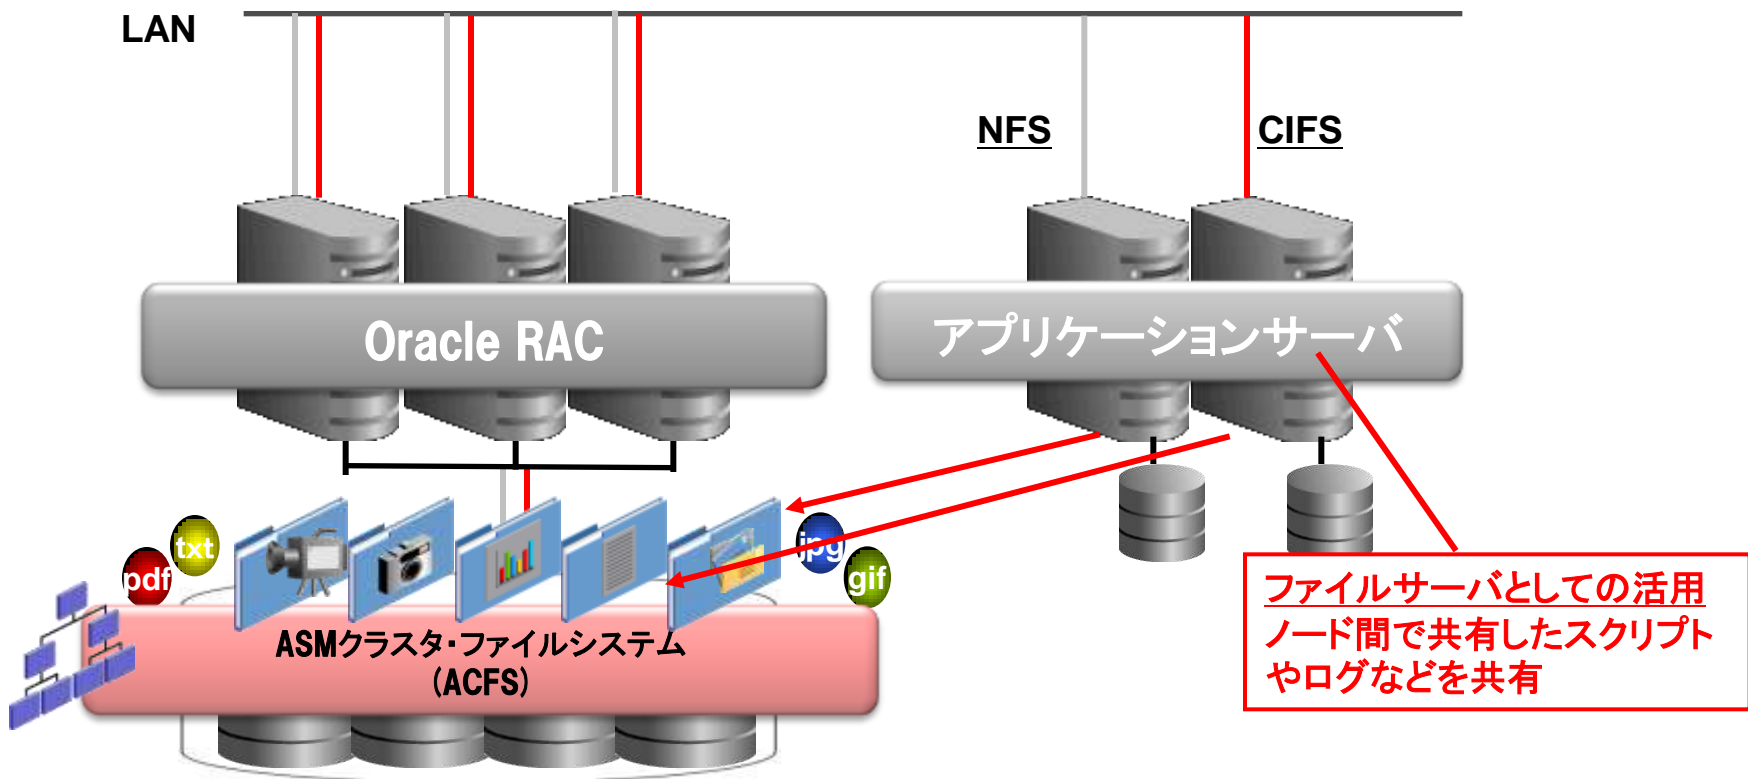 LAN
NFS
CIFS
Oracle RAC
アプリケーションサーバ
txt
pdf
jpg
gif
ASMクラスタ・ファイルシステム
(ACFS)
ファイルサーバとしての活用
ノード間で共有したスクリプト
やログなどを共有